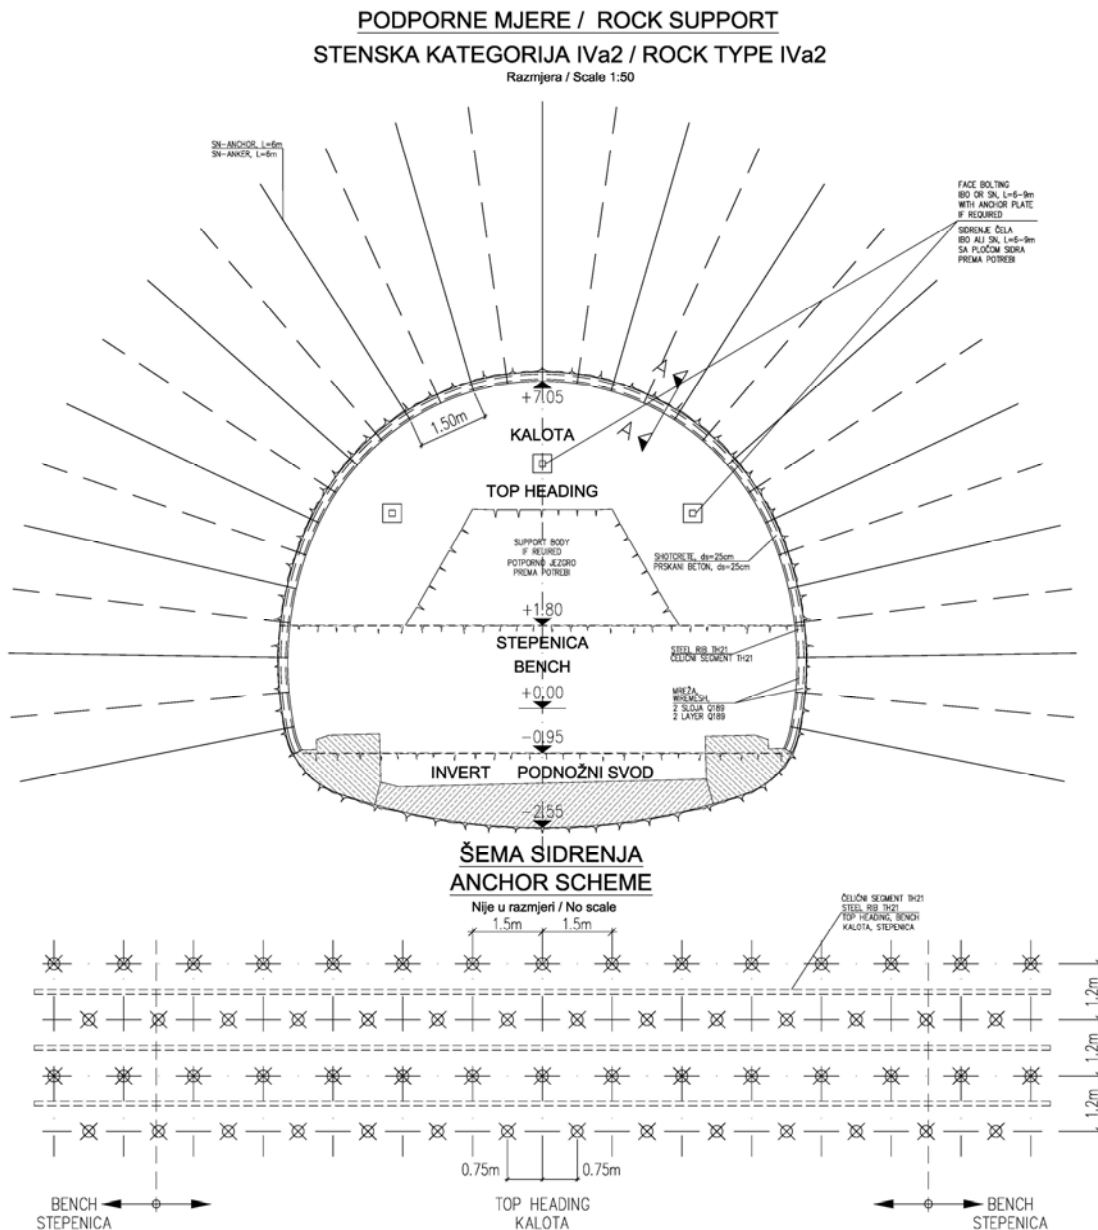 PODPORNE MJERE / ROCK SUPPORT
STENSKA KATEGORIJA IVa2 / ROCK TYPE IVa2
Razmjera / Scale 1:50
SN-ANCHOR, L=6m
SN-ANKER, L=6m
FACE BOLTING
IBO OR SN, L=6-9m
WITH ANCHOR PLATE
IF REQUIRED
SIDRENJE ČELA
IBO ALI SN, L=6-9m
SA PLOČOM SIDRA
PREMA POTREBI
A
+7.05
1.50m
KALOTA
A
TOP HEADING
SUPPORT BODY
IF REUIRED
POTPORNO JEZGRO
PREMA POTREBI
SHOTCRETE, ds=25cm
PRSKANI BETON, ds=25cm
+1.80
STEPENICA
BENCH
STEEL RIB TH21
ČELIČNI SEGMENT TH21
+0.00
MREŽA,
WIREMESH,
2 SLOJA Q189
2 LAYER Q189
-0.95
INVERT PODNOŽNI SVOD
-2.55
ŠEMA SIDRENJA
ANCHOR SCHEME
Nije u razmjeri / No scale
ČELIČNI SEGMENT TH21
STEEL RIB TH21
TOP HEADING, BENCH
KALOTA, STEPENICA
1.5m 1.5m
1.2m
1.2m
1.2m
0.75m 0.75m
BENCH
STEPENICA
TOP HEADING
KALOTA
BENCH
STEPENICA